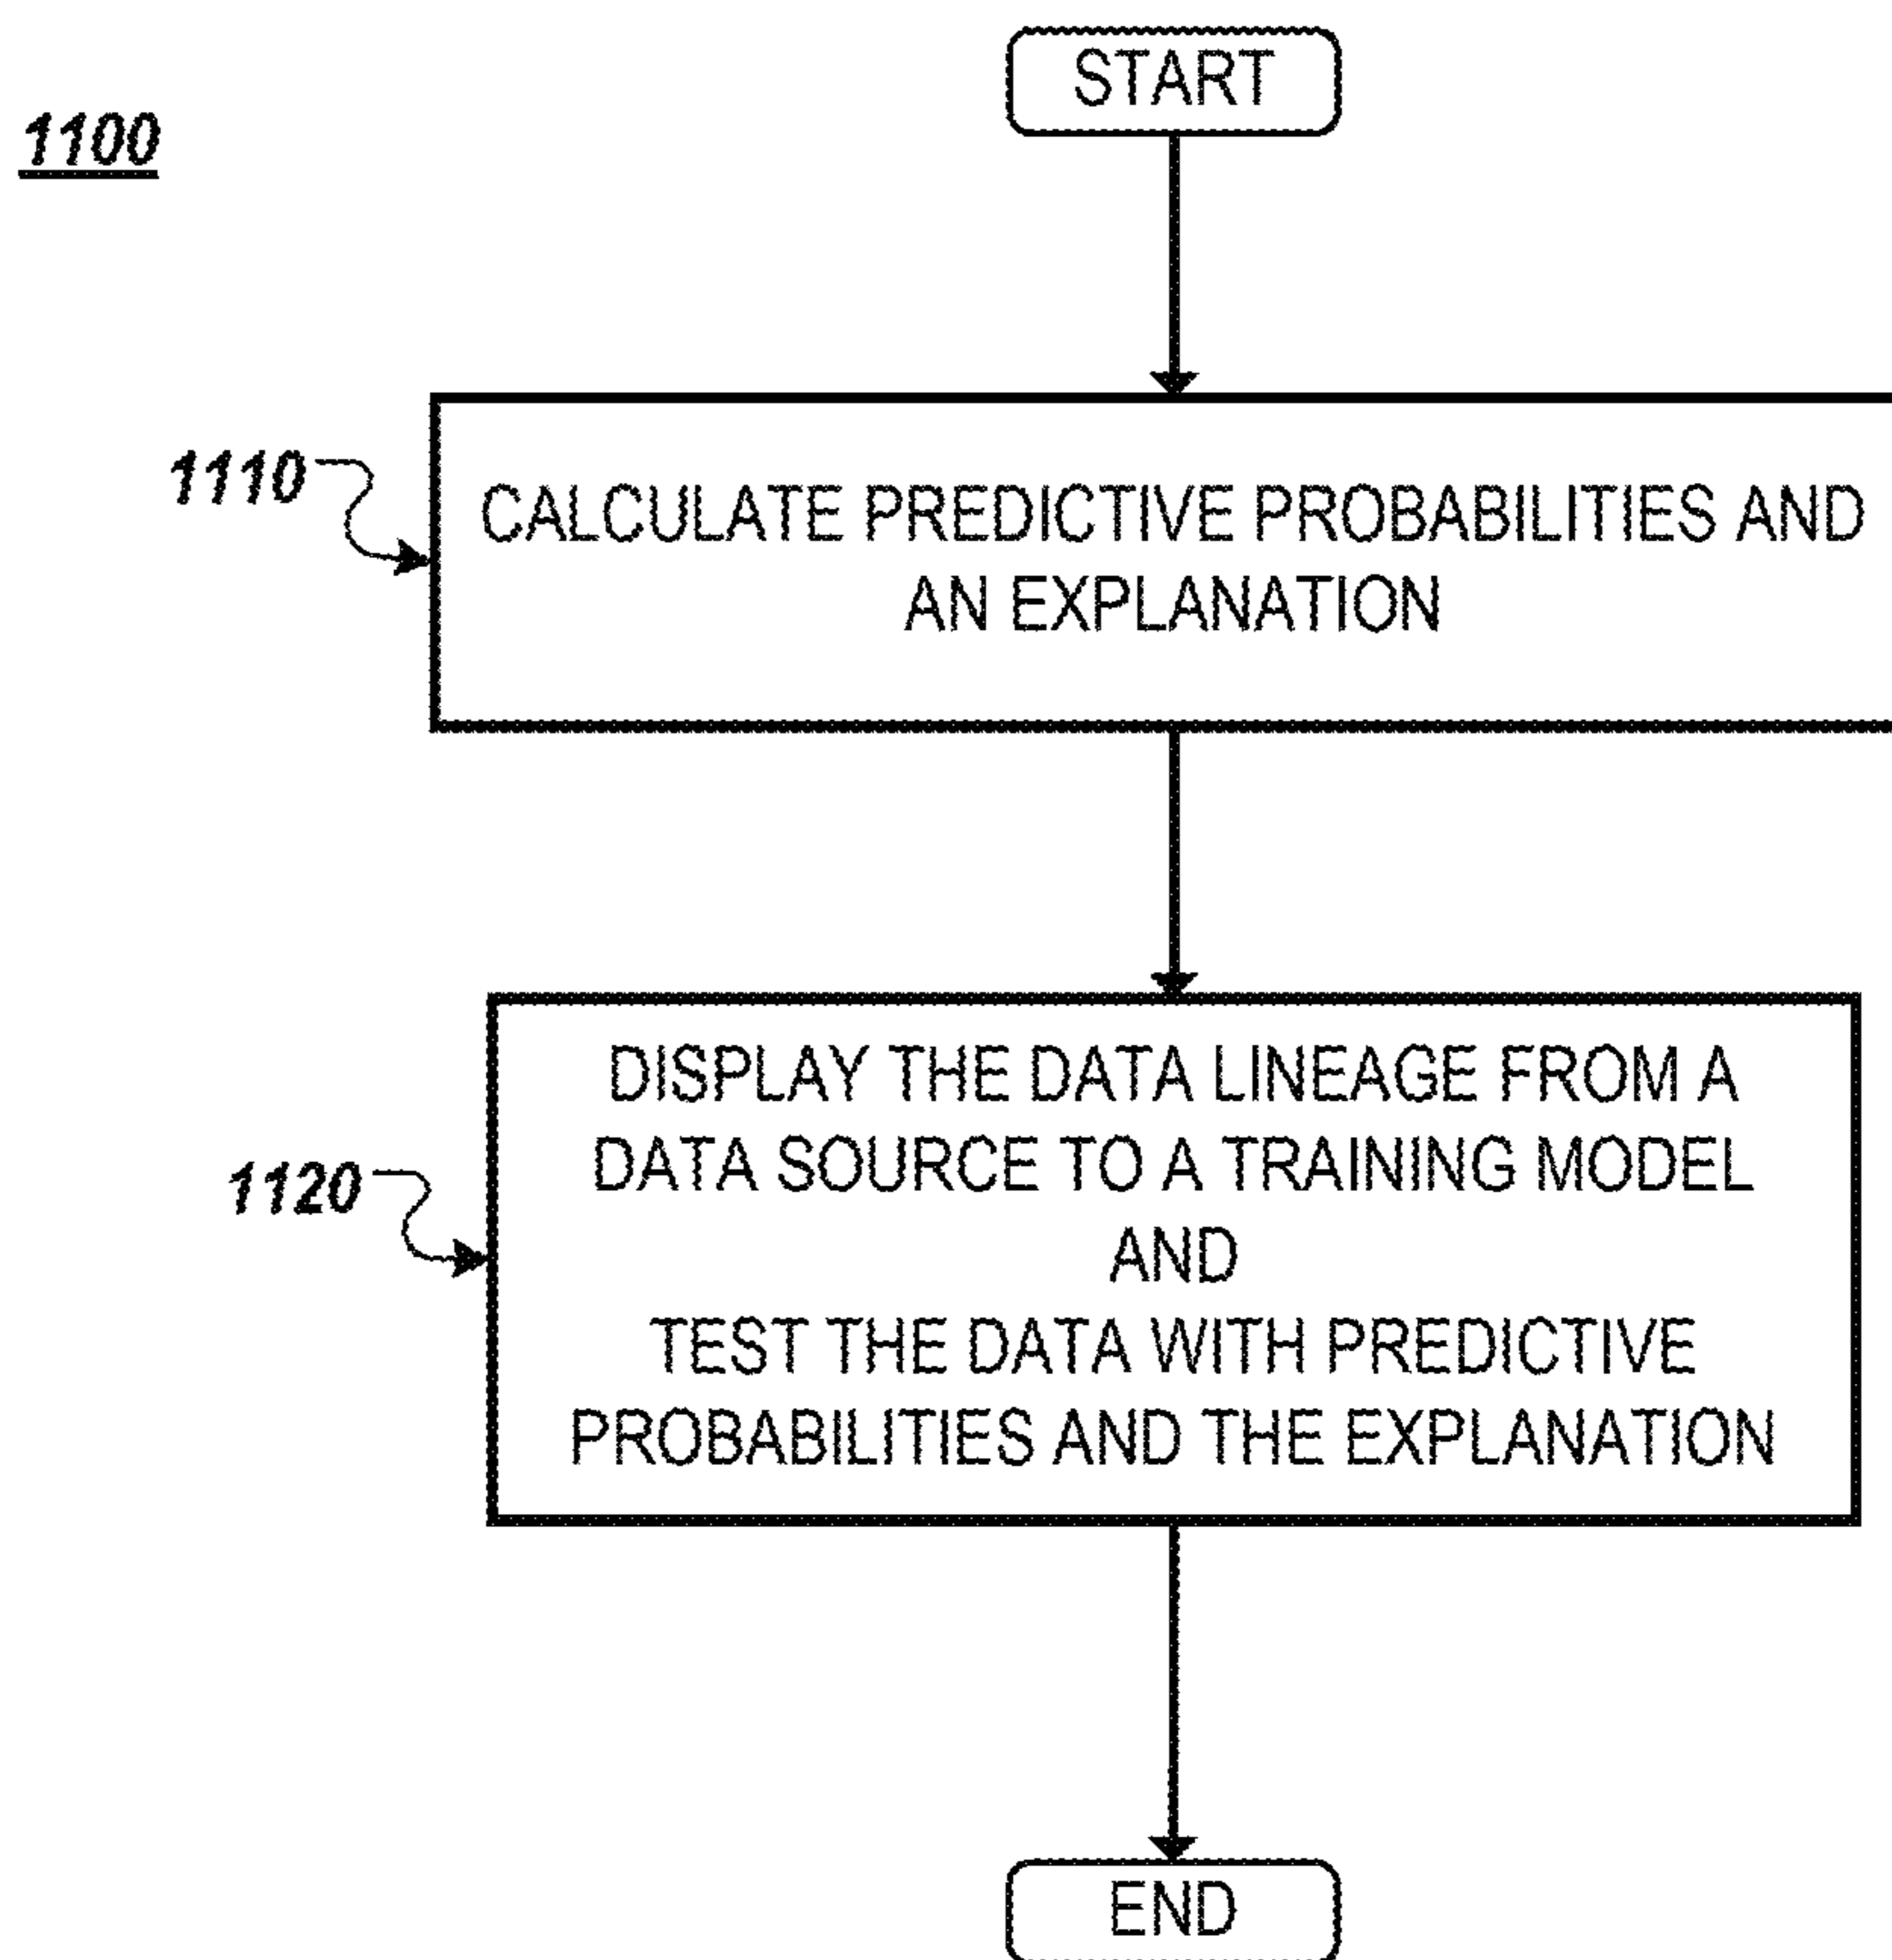 START
1100
1110
CALCULATE PREDICTIVE PROBABILITIES AND
AN EXPLANATION
1120
DISPLAY THE DATA LINEAGE FROM A
DATA SOURCE TO A TRAINING MODEL
AND
TEST THE DATA WITH PREDICTIVE
PROBABILITIES AND THE EXPLANATION
END